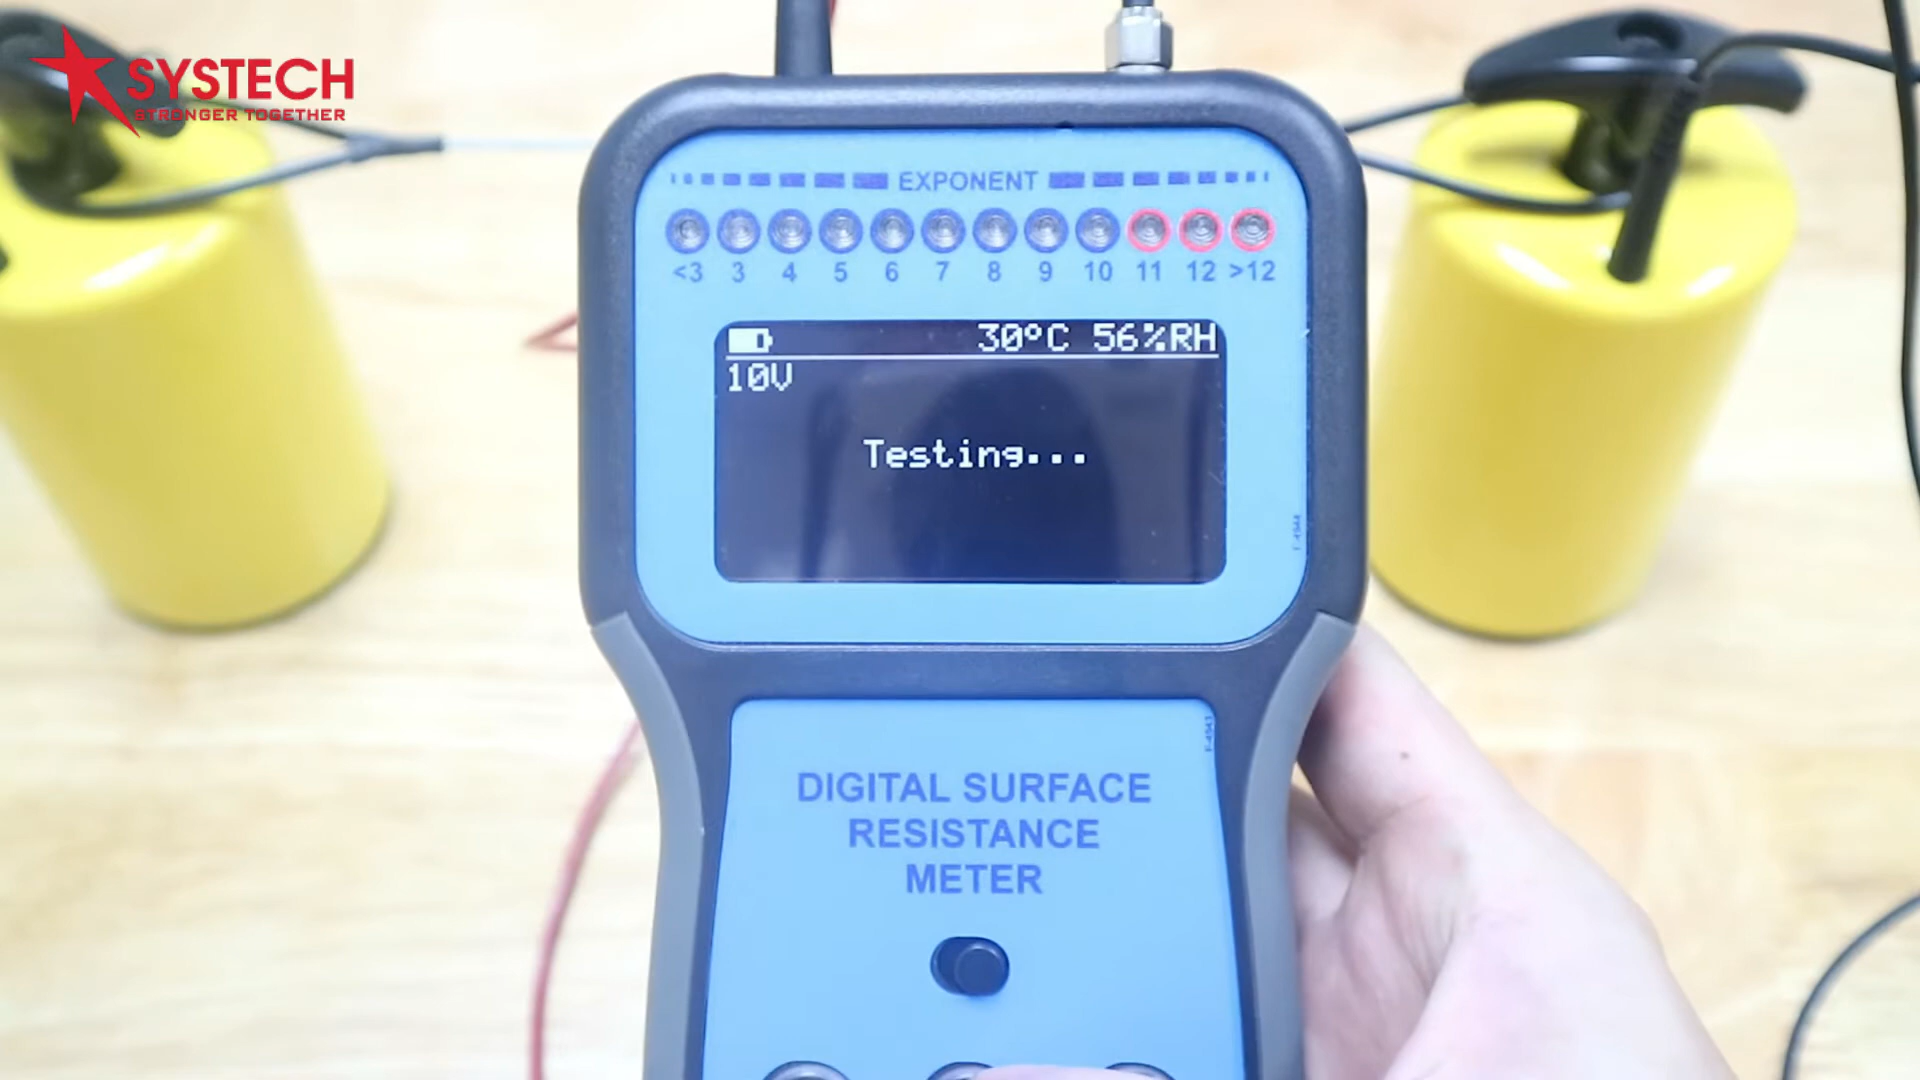 SYSTECH
STRONGER TOGETHER
EXPONENT
<3 3 4 5 6 7 8 9 10 11 12 >12
30°C 56%RH
10V
Testing...
DIGITAL SURFACE
RESISTANCE
METER